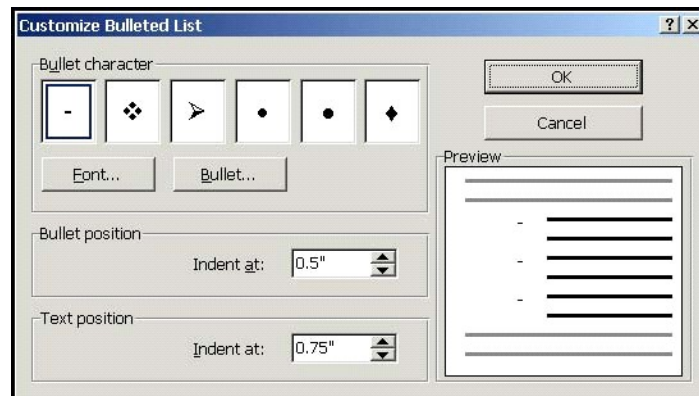 Customize Bulleted List
Bullet character
Font...
Bullet...
Bullet position
Indent at:
0.5"
Text position
Indent at:
0.75"
OK
Cancel
Preview